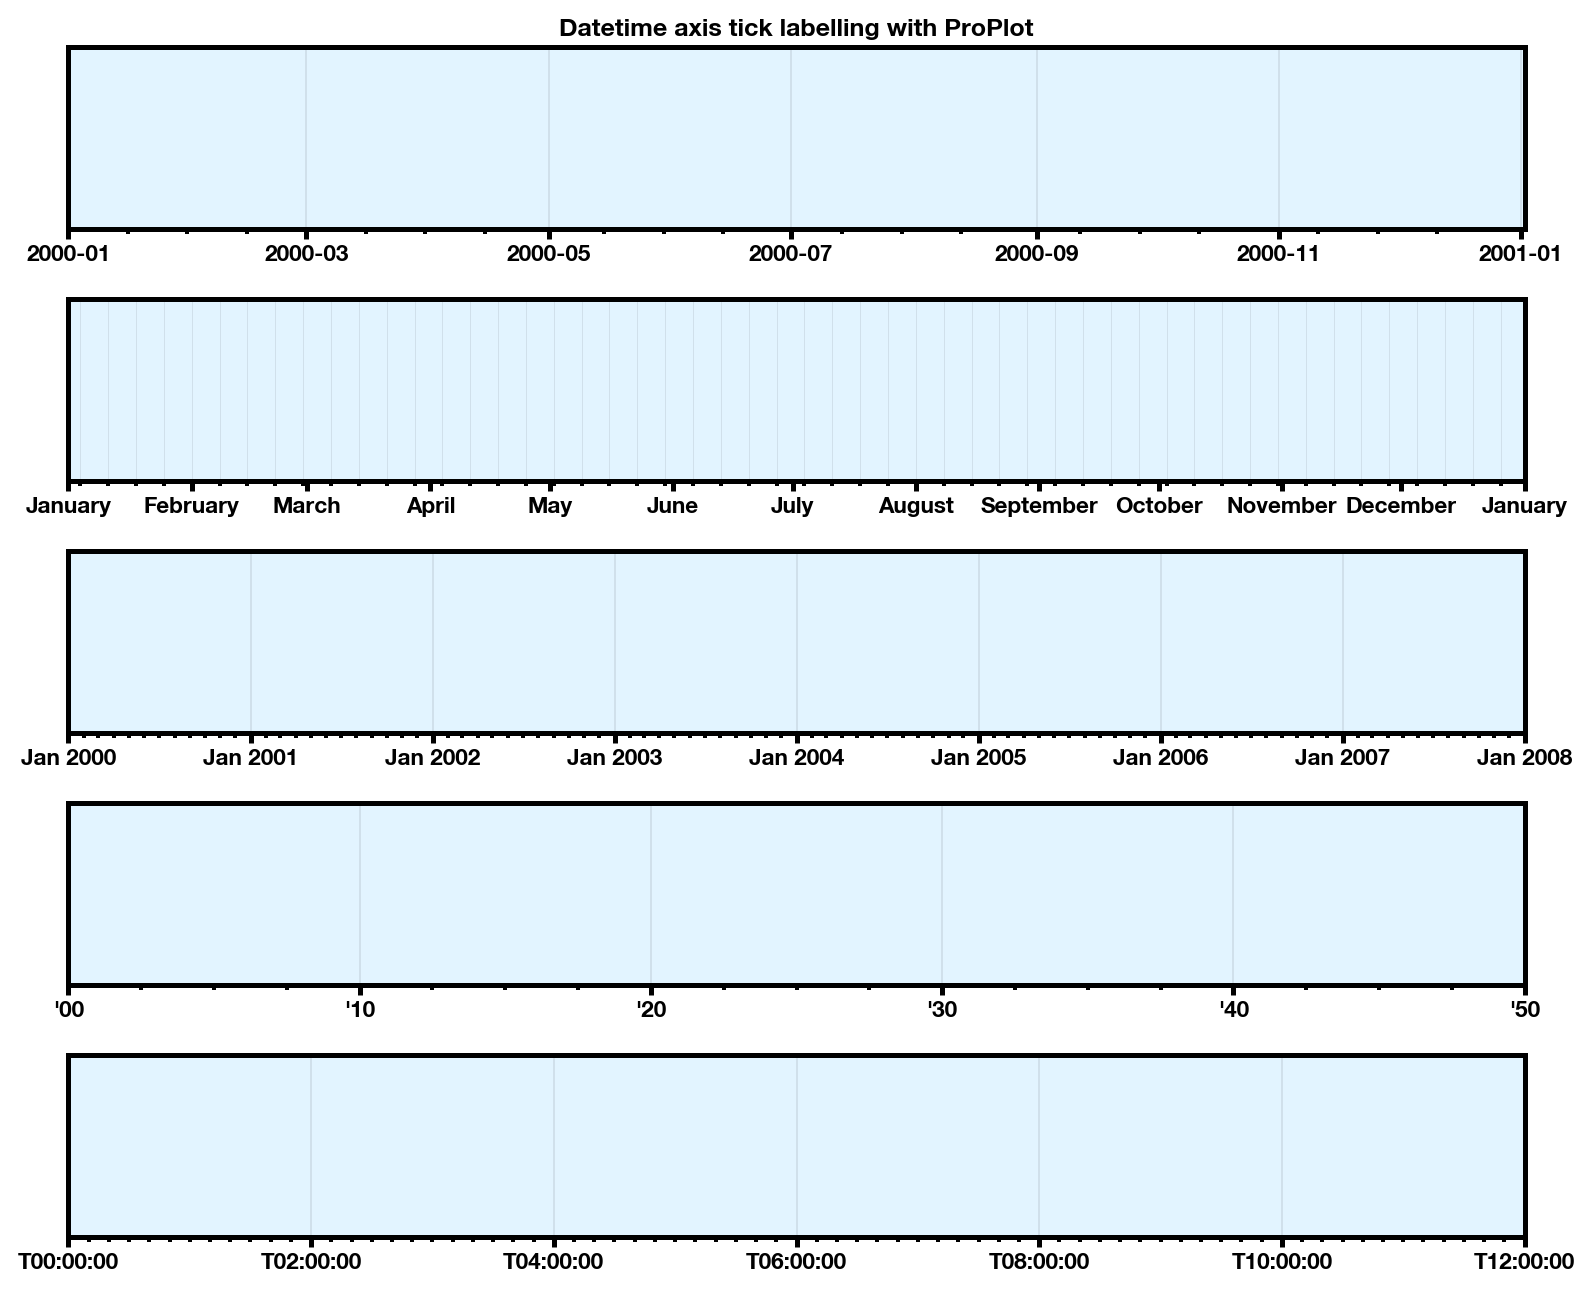 Datetime axis tick labelling with ProPlot
2000-01 2000-03 2000-05 2000-07 2000-09 2000-11 2001-01
January February March April May June July August September October November December January
Jan 2000 Jan 2001 Jan 2002 Jan 2003 Jan 2004 Jan 2005 Jan 2006 Jan 2007 Jan 2008
'00 '10 '20 '30 '40 '50
T00:00:00 T02:00:00 T04:00:00 T06:00:00 T08:00:00 T10:00:00 T12:00:00